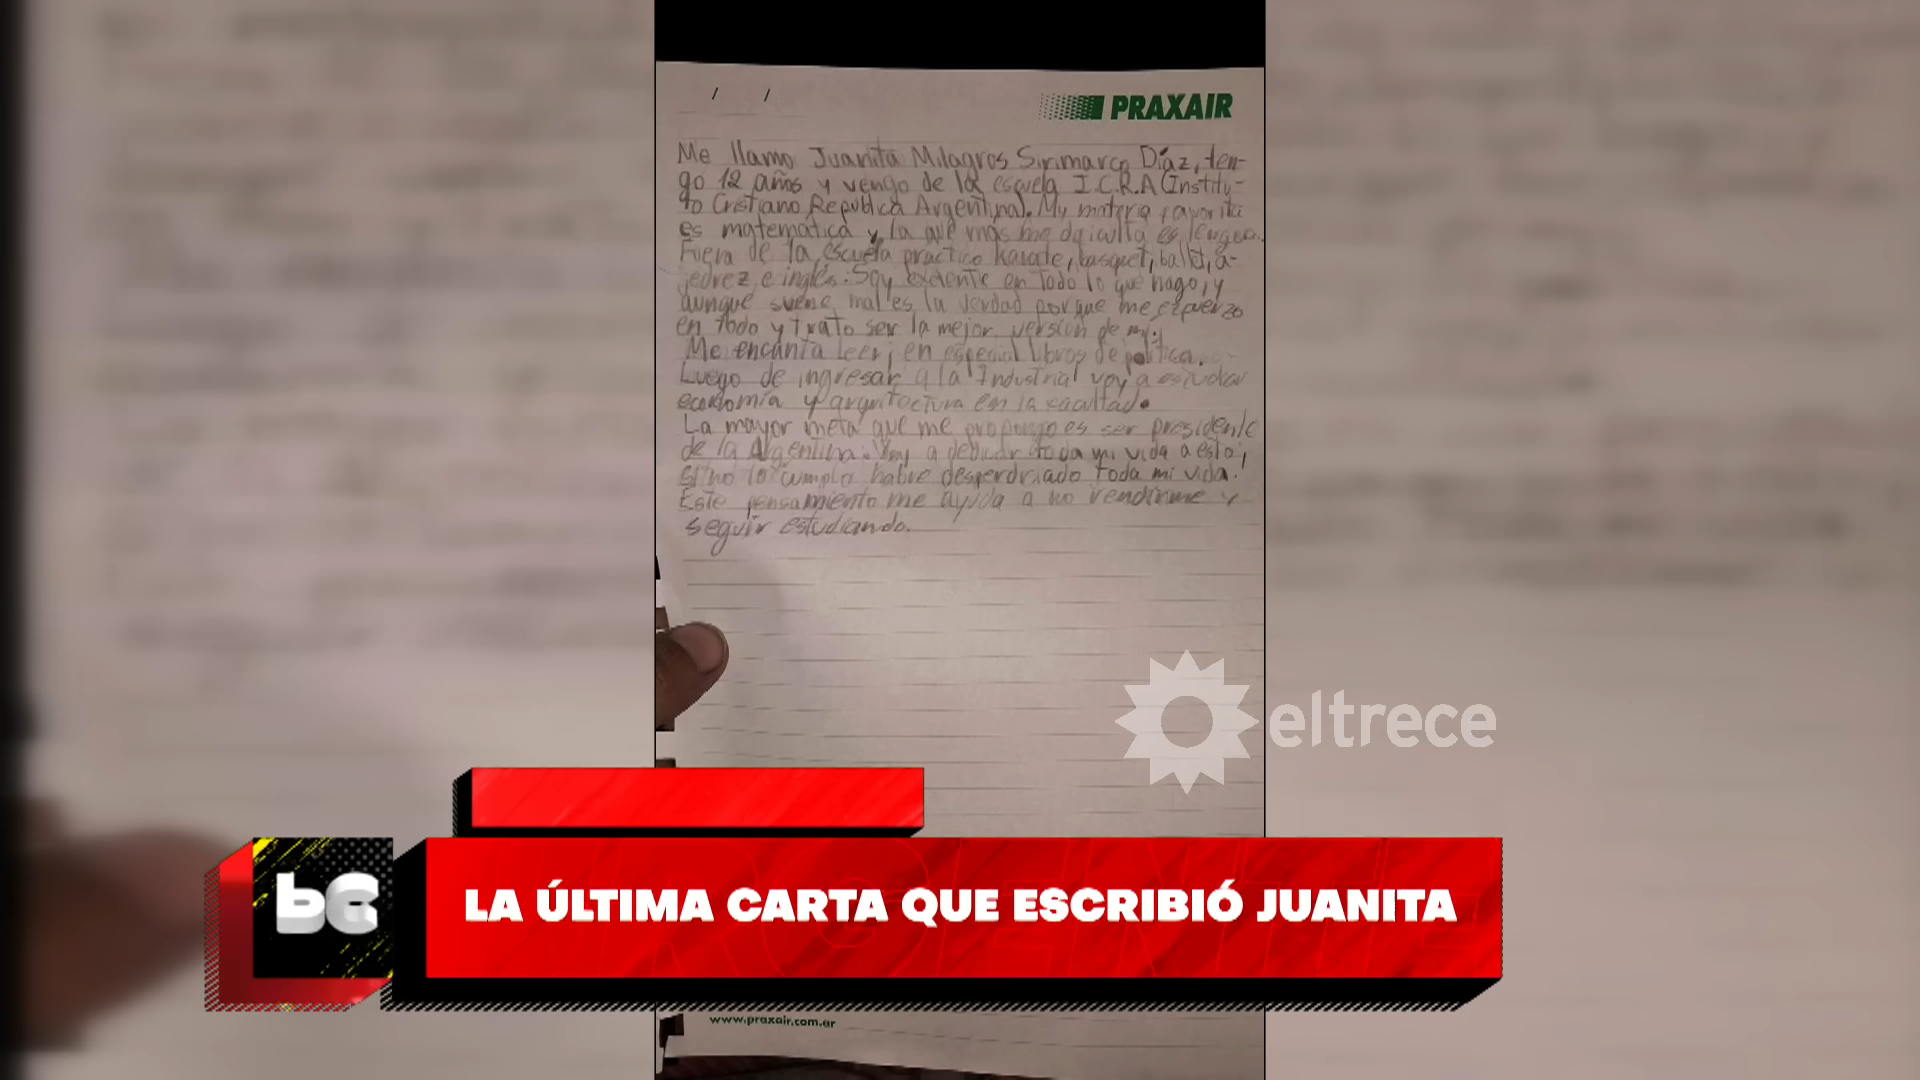 / /
PRAXAIR
Me llamo Juanita Milagros Sirimarco Díaz, ten-
go 12 años y vengo de la escuela I.C.R.A (Institu-
to Cristiano Republica Argentina). My materia favorita
es matemática y la que más me dificulta es lengua.
Fuera de la escuela practico karate, basquet, ballet, a-
jedrez e inglés. Soy exelente en todo lo que hago, y
aunque suene mal es la verdad porque me esfuerzo
en todo y trato ser la mejor versión de mi.
Me encanta leer, en especial libros de política.
Luego de ingresar a la Industrial voy a estudiar
economía y arquitectura en la facultad.
La mayor meta que me propongo es ser presidente
de la Argentina. Voy a dedicar toda mi vida a esto,
si no lo cumplo habre desperdiciado toda mi vida.
Este pensamiento me ayuda a no rendirme y
seguir estudiando.
eltrece
bc
LA ÚLTIMA CARTA QUE ESCRIBIÓ JUANITA
www.praxair.com.ar